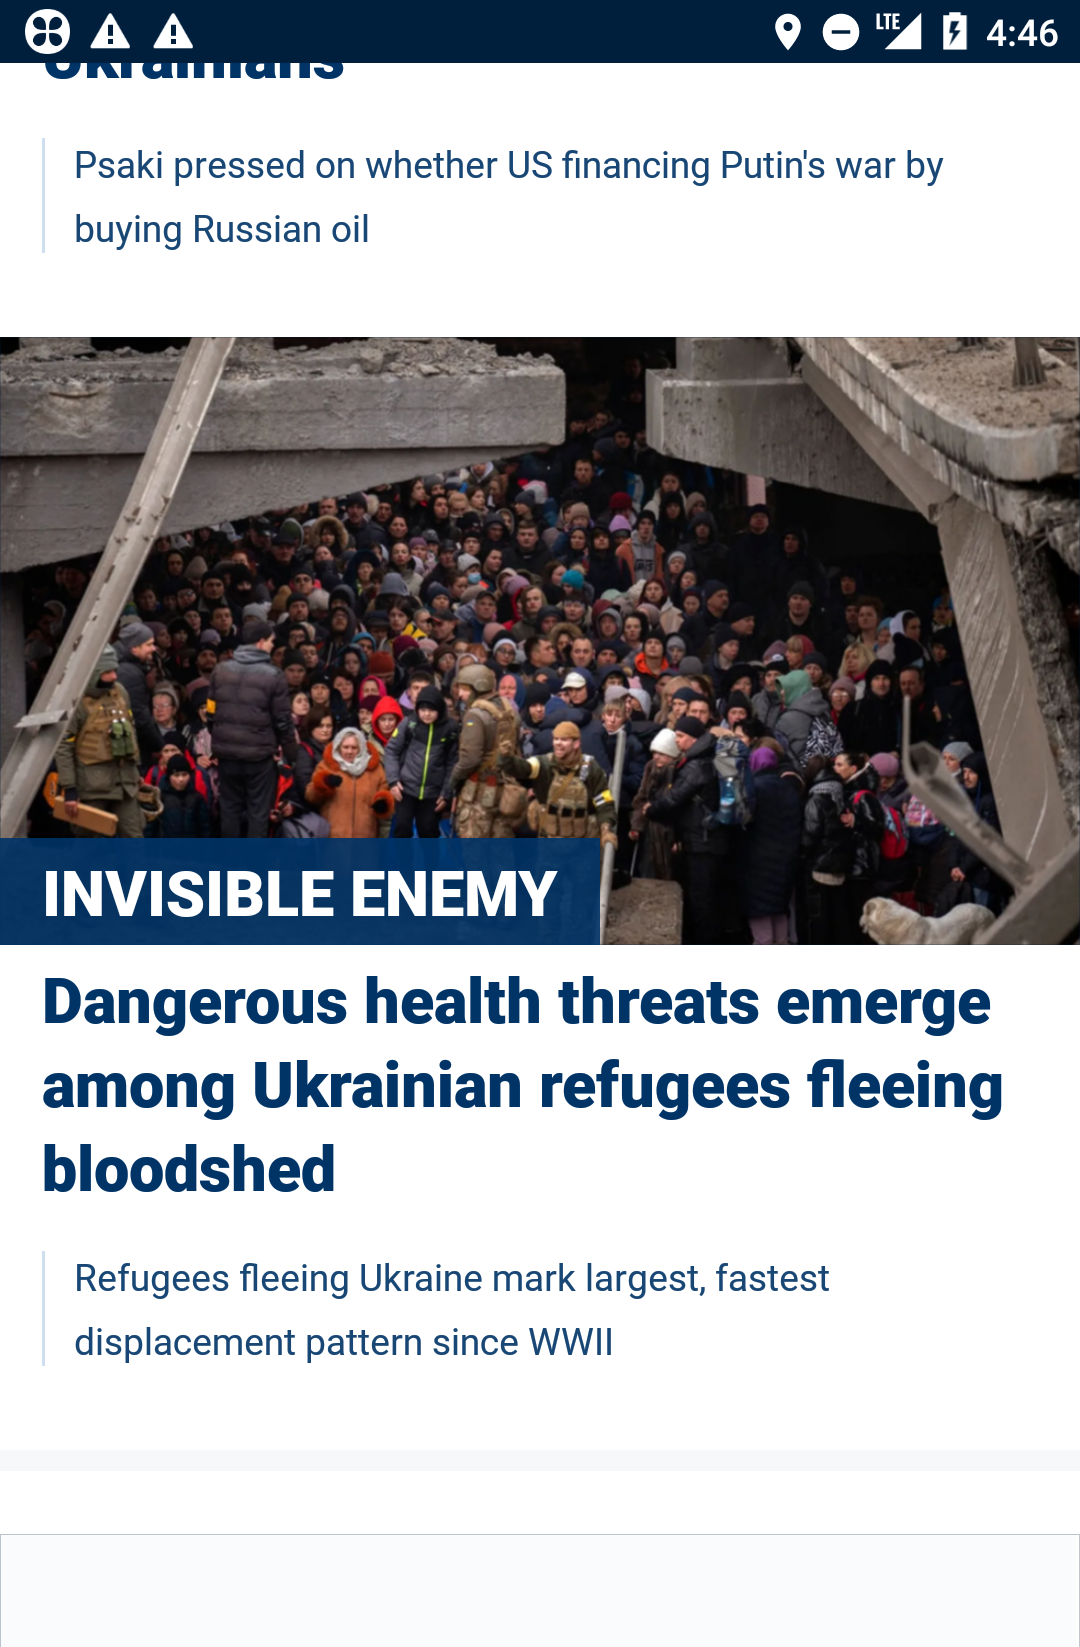 LTE 4:46
Ukrainians
Psaki pressed on whether US financing Putin's war by
buying Russian oil
INVISIBLE ENEMY
Dangerous health threats emerge
among Ukrainian refugees fleeing
bloodshed
Refugees fleeing Ukraine mark largest, fastest
displacement pattern since WWII